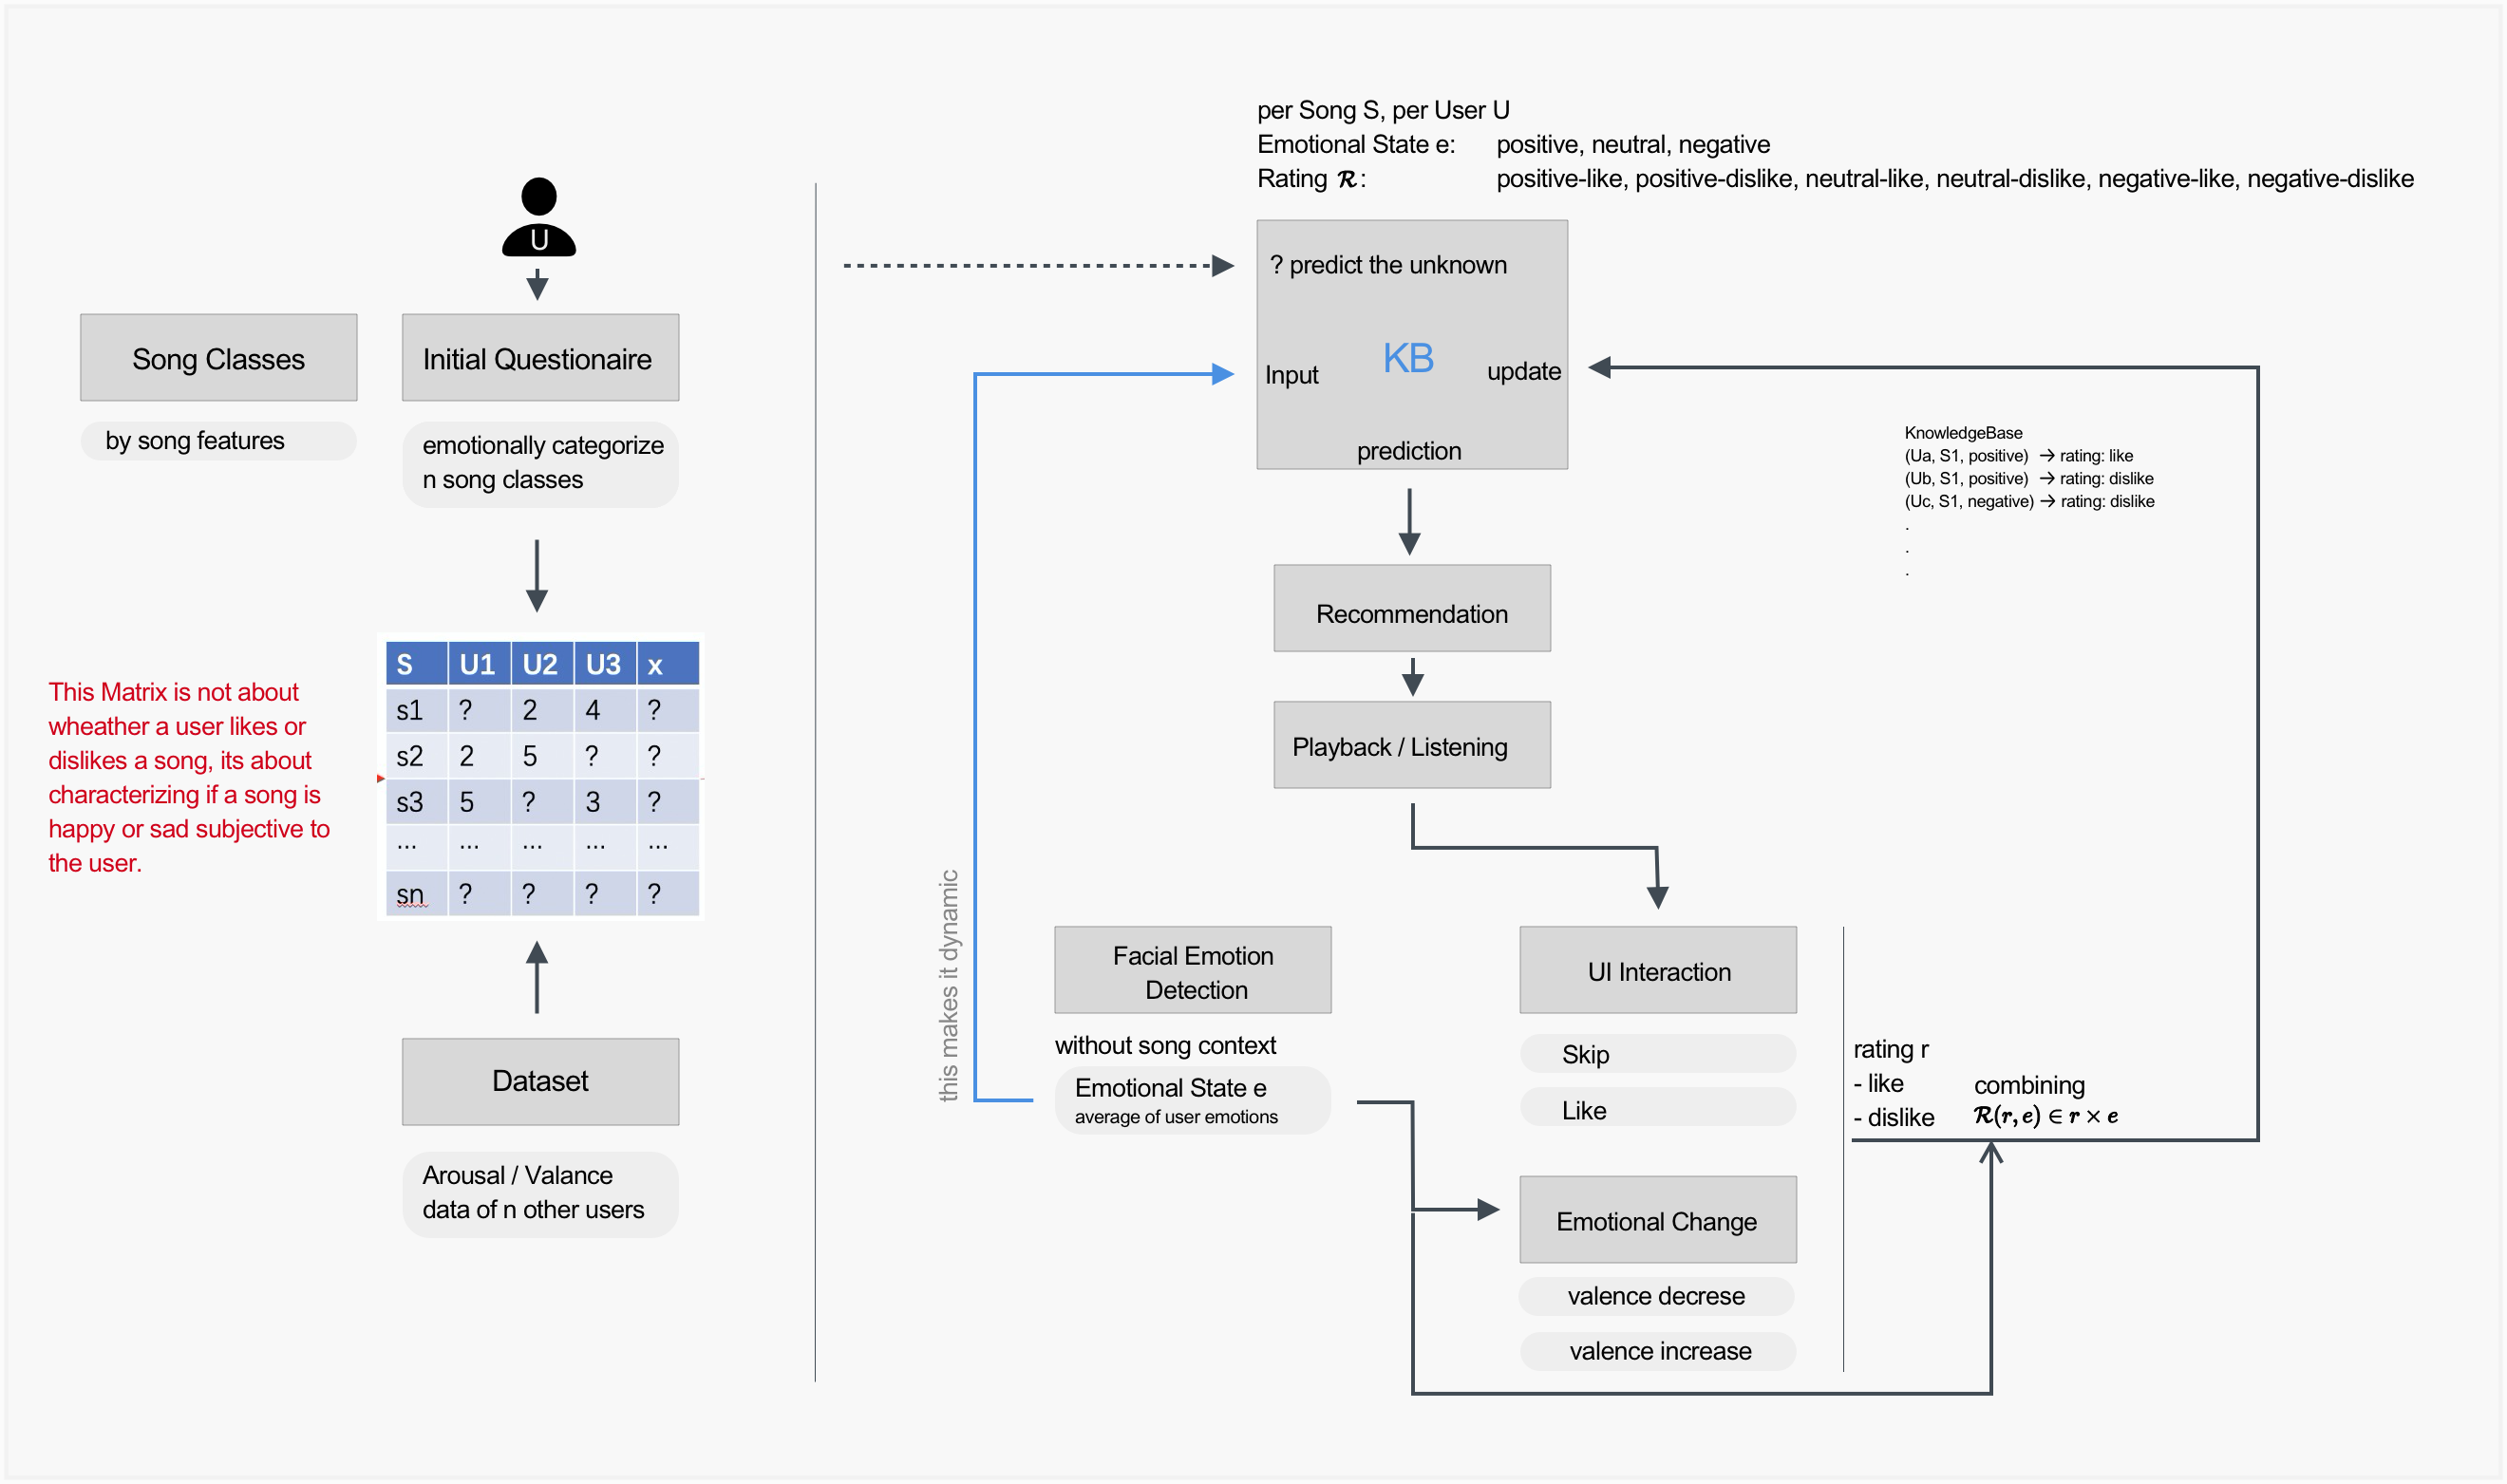 per Song S, per User U
Emotional State e: positive, neutral, negative
Rating 𝓡: positive-like, positive-dislike, neutral-like, neutral-dislike, negative-like, negative-dislike
U
Song Classes
by song features
Initial Questionaire
emotionally categorize
n song classes
This Matrix is not about
wheather a user likes or
dislikes a song, its about
characterizing if a song is
happy or sad subjective to
the user.
S U1 U2 U3 x
s1 ? 2 4 ?
s2 2 5 ? ?
s3 5 ? 3 ?
... ... ... ... ...
sn ? ? ? ?
Dataset
Arousal / Valance
data of n other users
? predict the unknown
KB
Input
update
prediction
KnowledgeBase
(Ua, S1, positive) → rating: like
(Ub, S1, positive) → rating: dislike
(Uc, S1, negative) → rating: dislike
.
.
.
Recommendation
Playback / Listening
this makes it dynamic
Facial Emotion
Detection
without song context
Emotional State e
average of user emotions
UI Interaction
Skip
Like
Emotional Change
valence decrese
valence increase
rating r
- like
- dislike
combining
𝓡(r, e) ∈ r × e